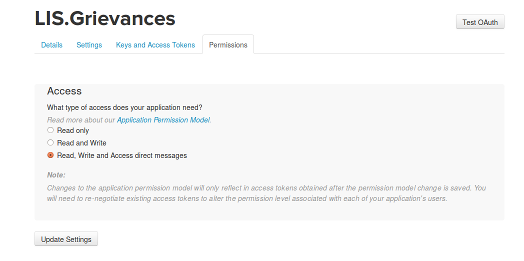 LIS.Grievances
Test OAuth
Details Settings Keys and Access Tokens Permissions
Access
What type of access does your application need?
Read more about our Application Permission Model.
Read only
Read and Write
Read, Write and Access direct messages
Note:
Changes to the application permission model will only reflect in access tokens obtained after the permission model change is saved. You
will need to re-negotiate existing access tokens to alter the permission level associated with each of your application's users.
Update Settings